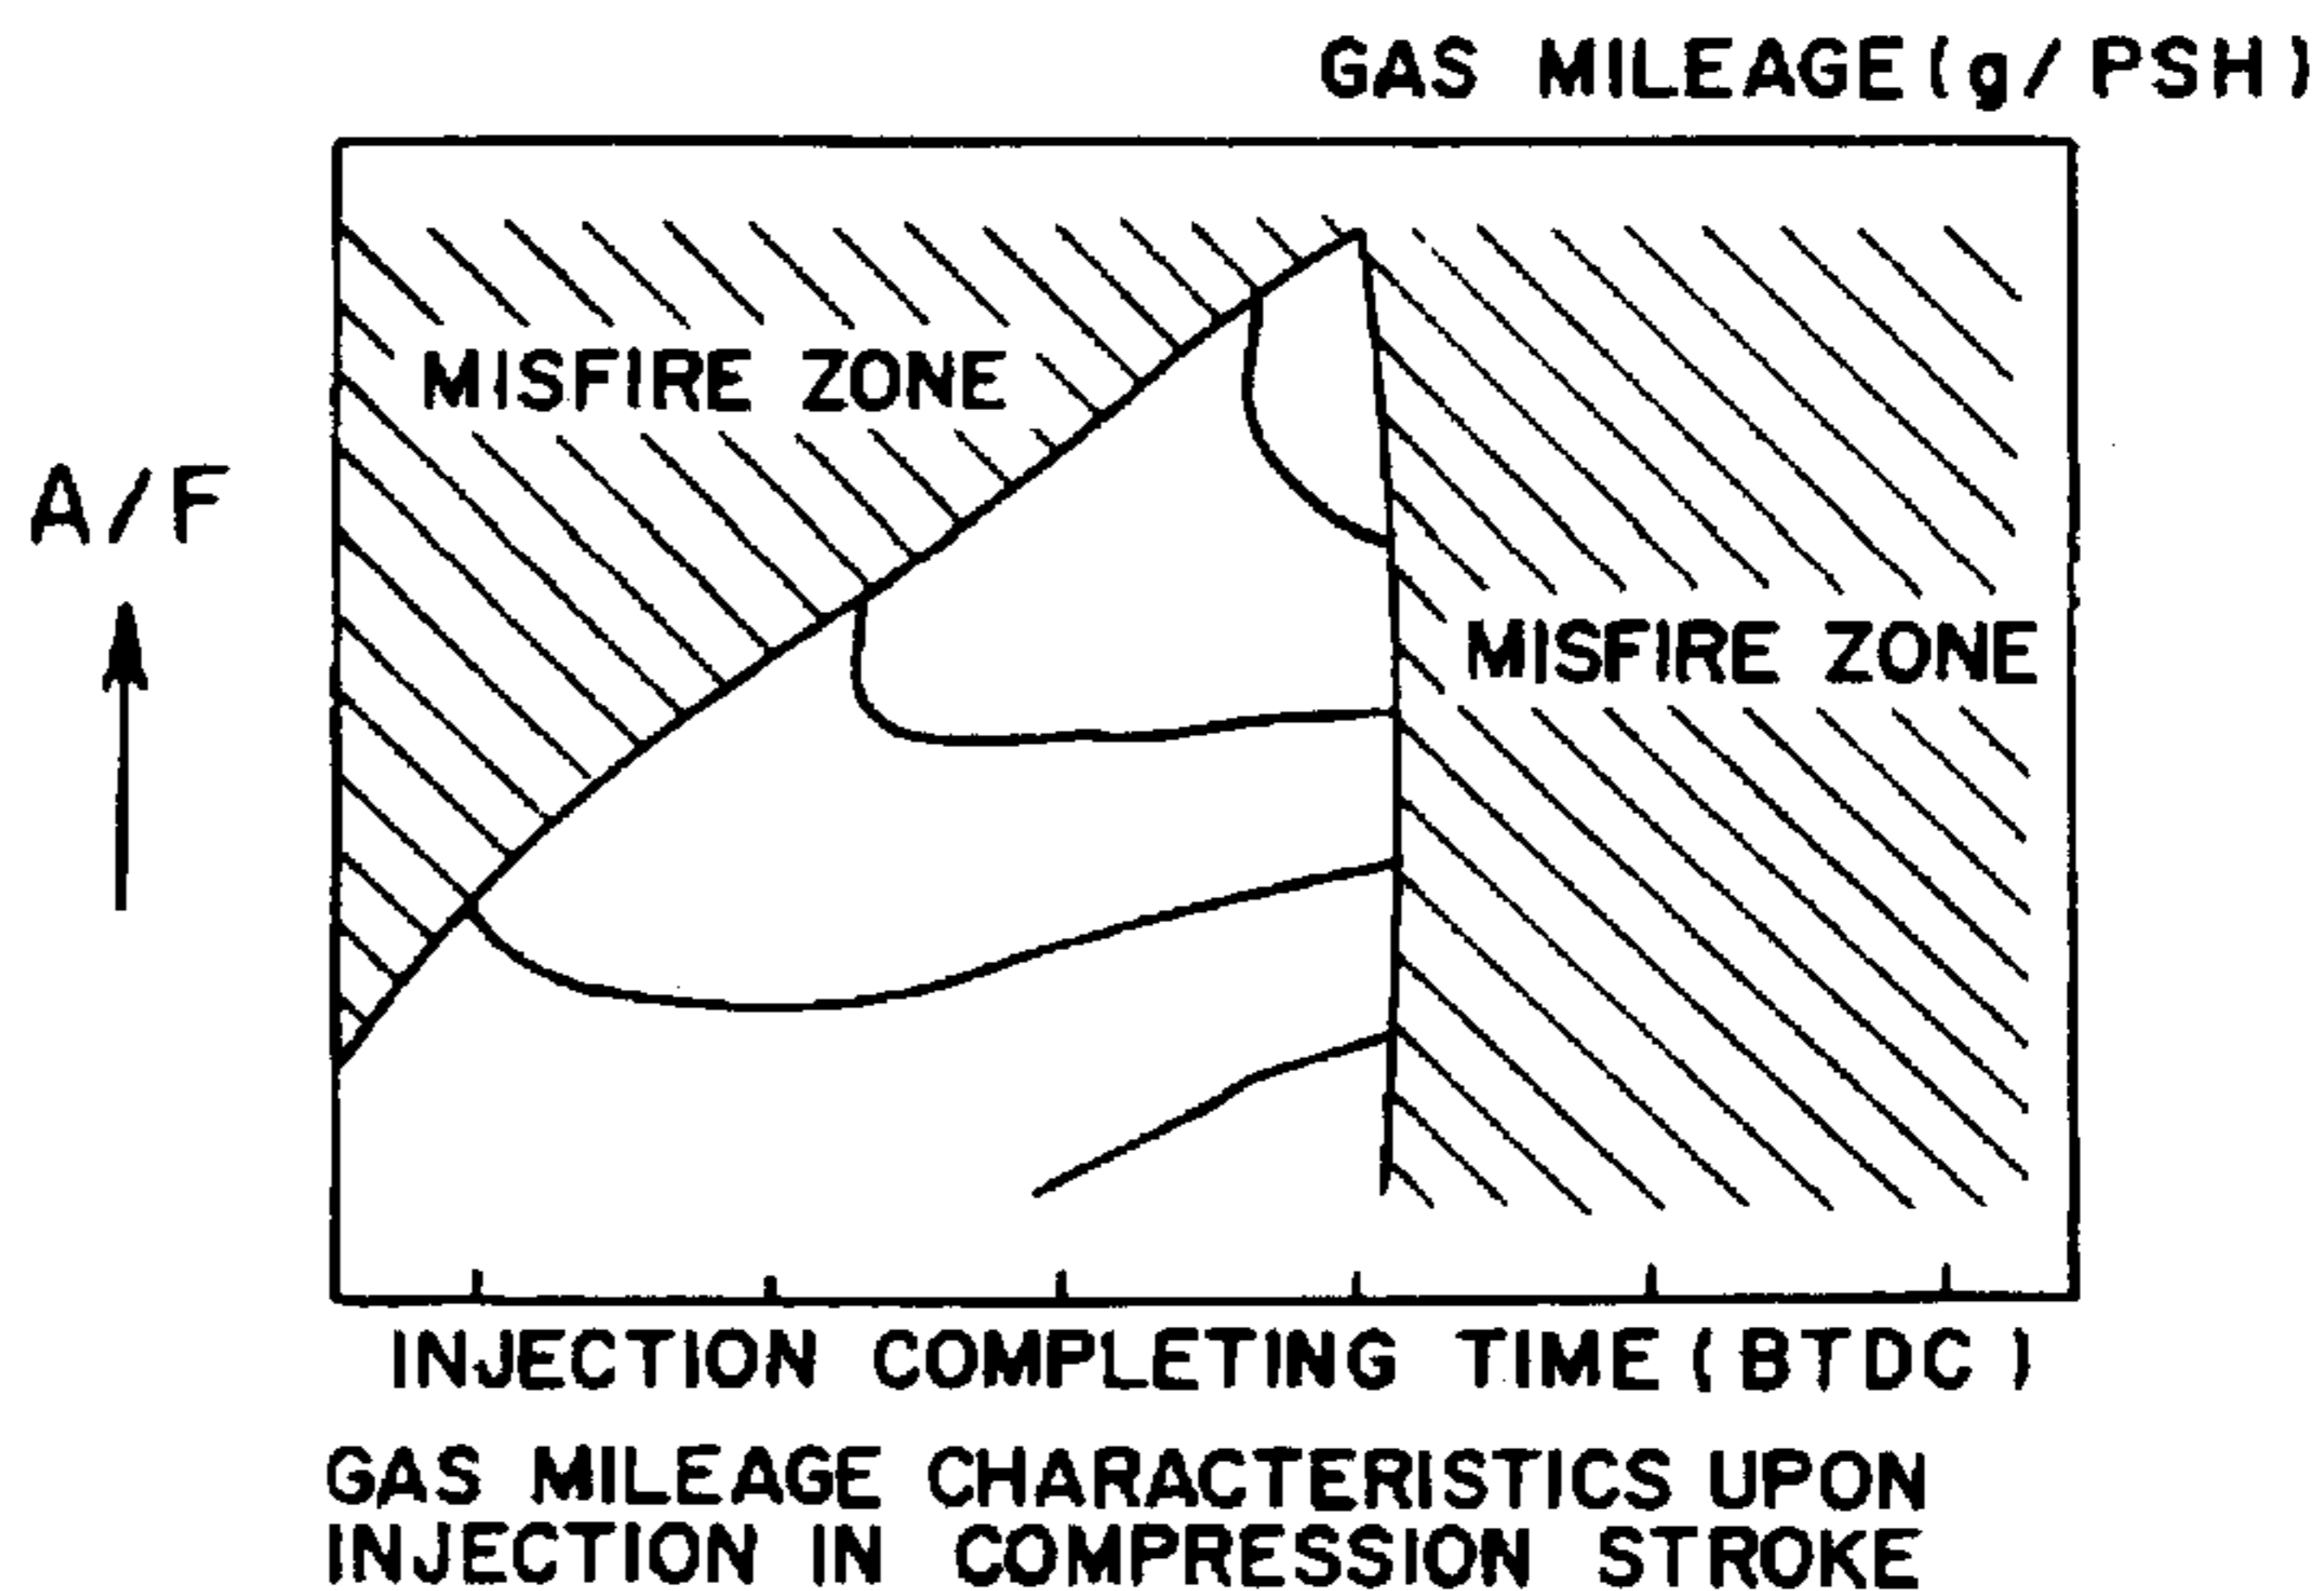 GAS MILEAGE(g/PSH)
MISFIRE ZONE
A/F
MISFIRE ZONE
INJECTION COMPLETING TIME(BTDC)
GAS MILEAGE CHARACTERISTICS UPON
INJECTION IN COMPRESSION STROKE